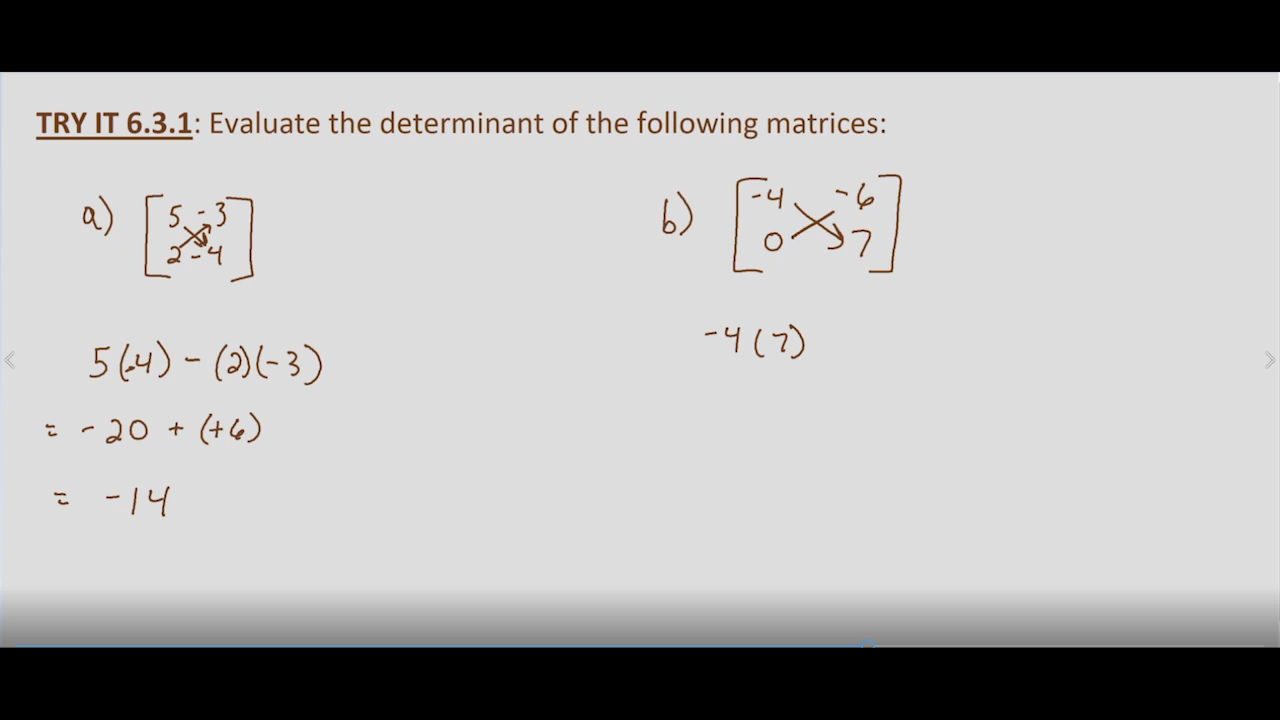 TRY IT 6.3.1: Evaluate the determinant of the following matrices:
a) [5 -3
2 -4]
5(-4) - (2)(-3)
= -20 + (+6)
= -14
b) [-4 -6
0 7]
-4(7)